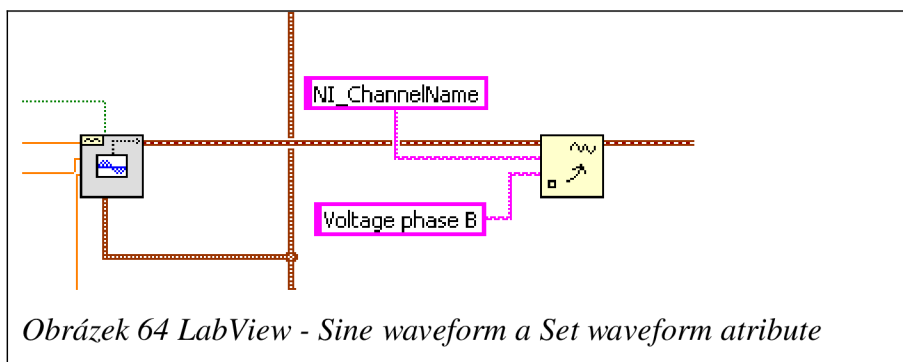 NI_ChannelName
Voltage phase B
Obrázek 64 LabView - Sine waveform a Set waveform atribute